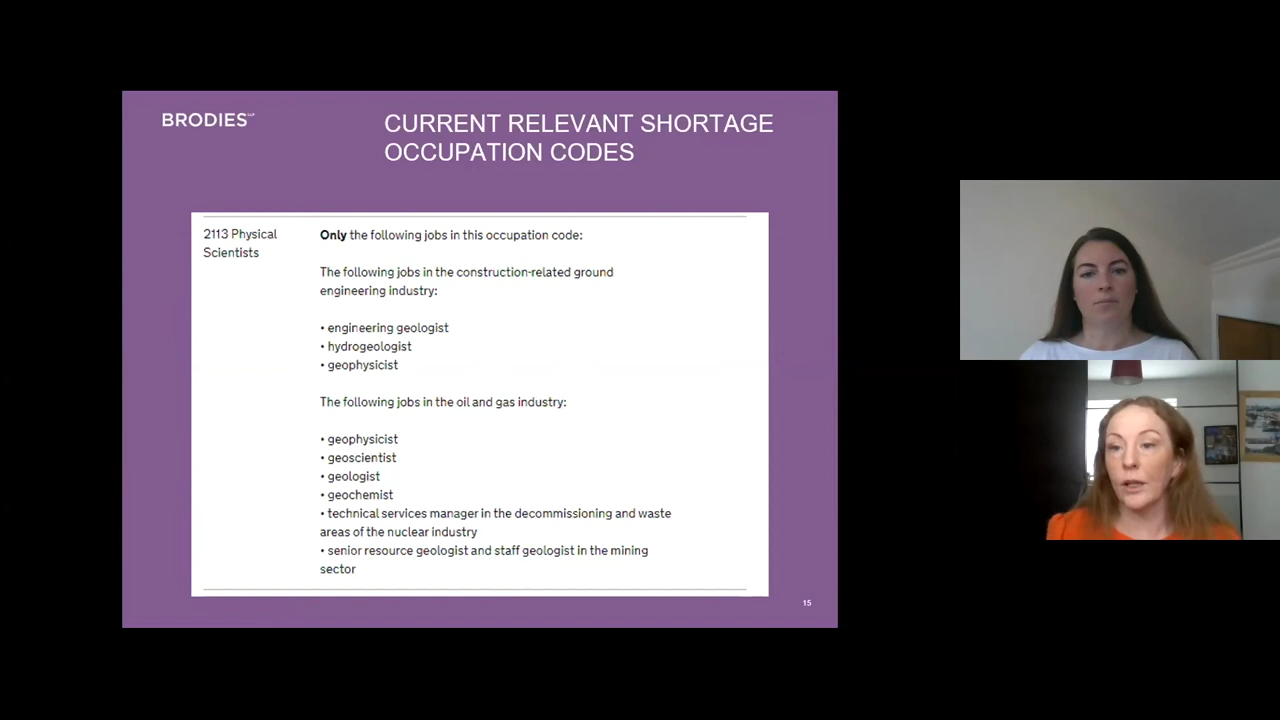 BRODIES LLP
CURRENT RELEVANT SHORTAGE
OCCUPATION CODES
2113 Physical
Scientists
Only the following jobs in this occupation code:
The following jobs in the construction-related ground
engineering industry:
• engineering geologist
• hydrogeologist
• geophysicist
The following jobs in the oil and gas industry:
• geophysicist
• geoscientist
• geologist
• geochemist
• technical services manager in the decommissioning and waste
areas of the nuclear industry
• senior resource geologist and staff geologist in the mining
sector
15